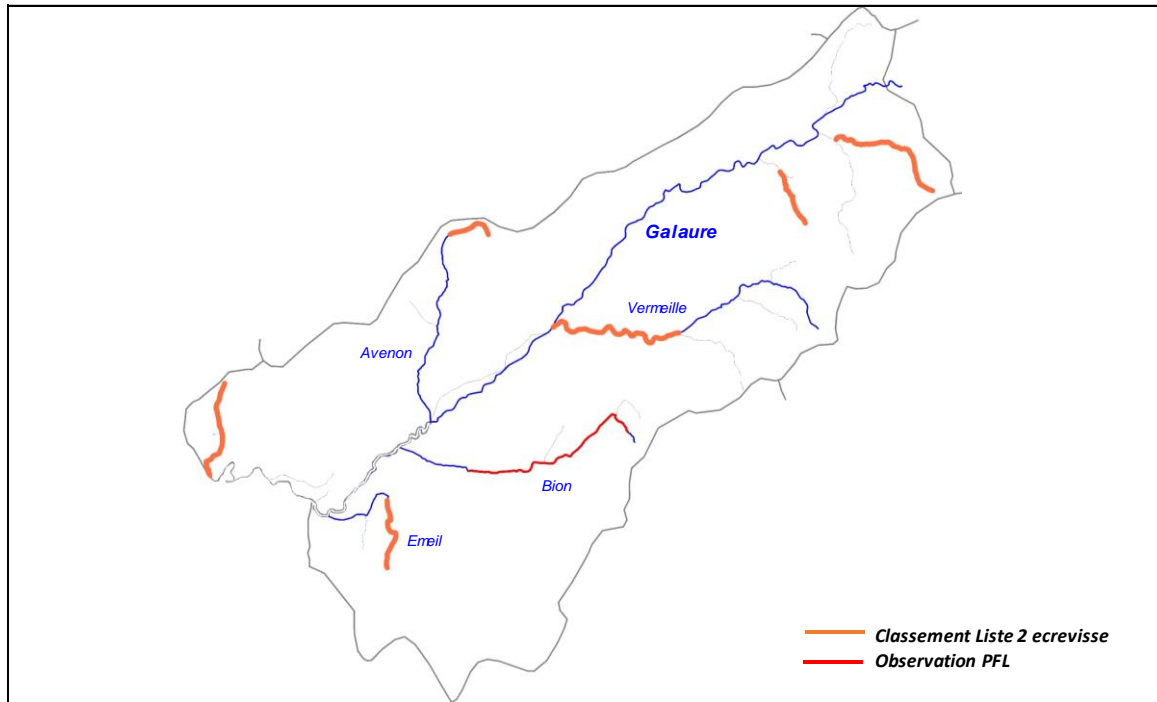 Galaure
Vermeille
Avenon
Bion
Emeil
Classement Liste 2 ecrevisse
Observation PFL